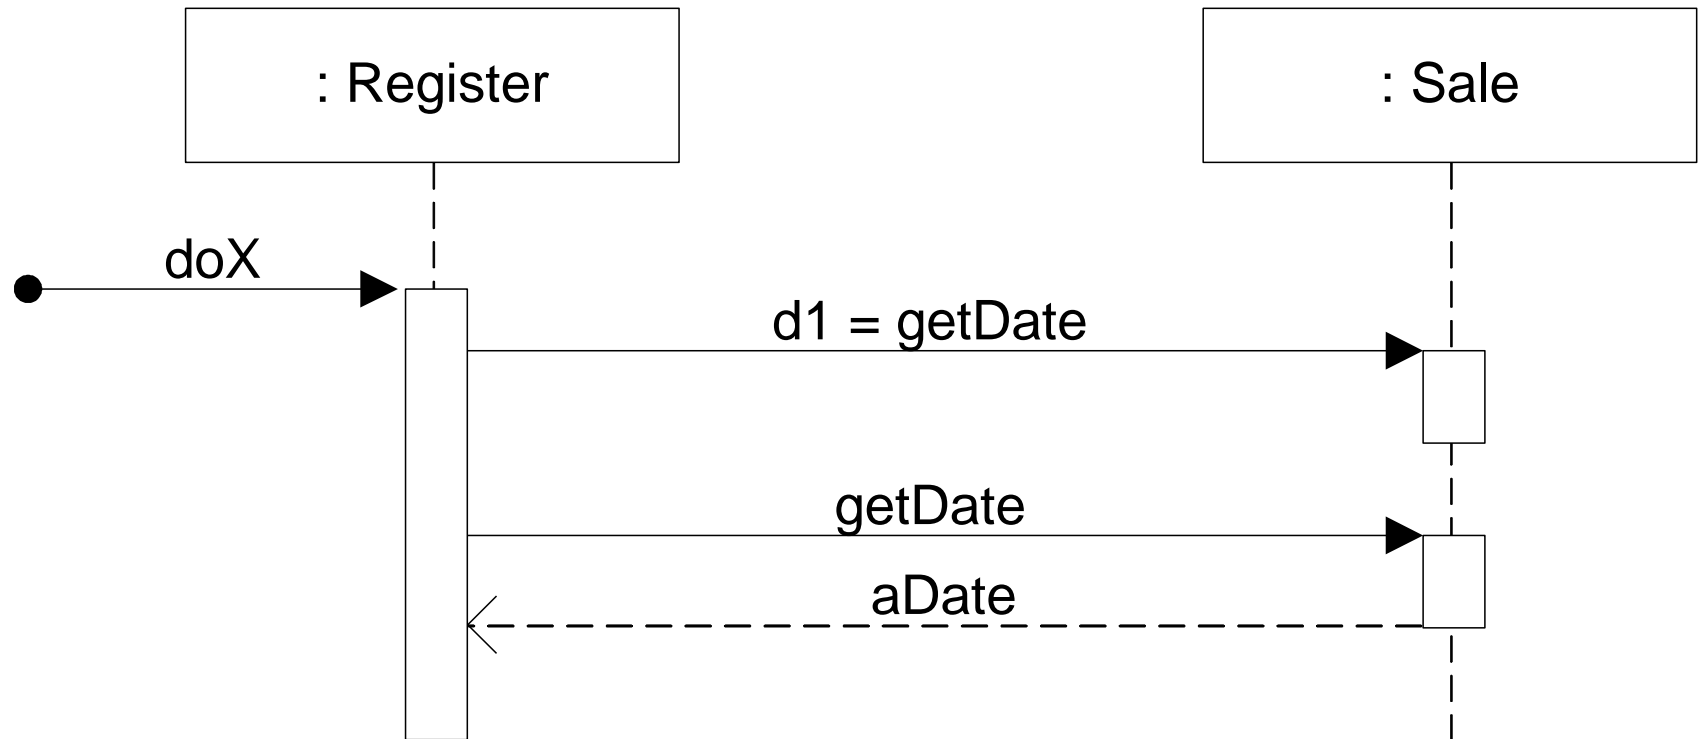 : Register
: Sale
doX
d1 = getDate
getDate
aDate